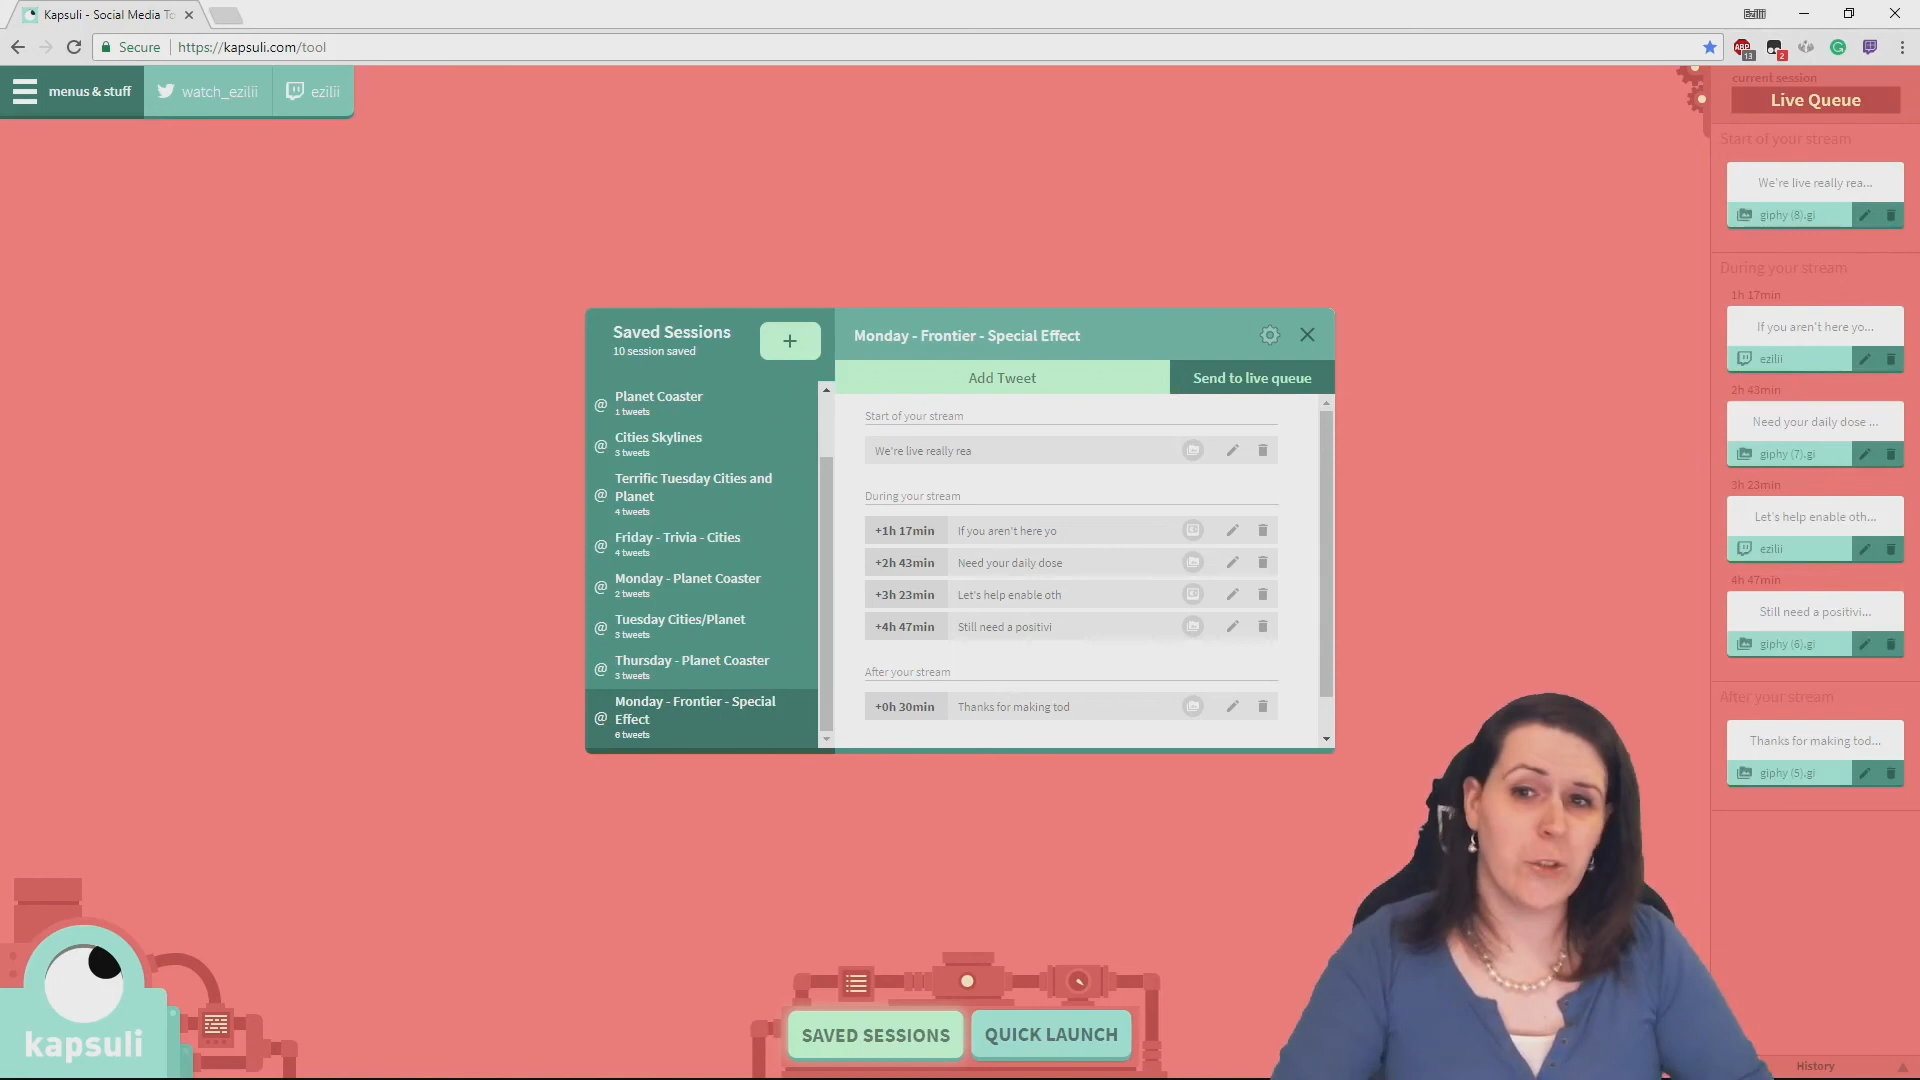 Kapsuli - Social Media To
Ezilii
Secure
https://kapsuli.com/tool
ABP
13
2
menus & stuff
watch_ezilii
ezilii
current session
Live Queue
Start of your stream
We're live really rea...
giphy (8).gi
During your stream
1h 17min
If you aren't here yo...
ezilii
2h 43min
Need your daily dose ...
giphy (7).gi
3h 23min
Let's help enable oth...
ezilii
4h 47min
Still need a positivi...
giphy (6).gi
After your stream
Thanks for making tod...
giphy (5).gi
History
Saved Sessions
10 session saved
+
@
Planet Coaster
1 tweets
@
Cities Skylines
3 tweets
@
Terrific Tuesday Cities and
Planet
4 tweets
@
Friday - Trivia - Cities
4 tweets
@
Monday - Planet Coaster
2 tweets
@
Tuesday Cities/Planet
3 tweets
@
Thursday - Planet Coaster
3 tweets
@
Monday - Frontier - Special
Effect
6 tweets
Monday - Frontier - Special Effect
Add Tweet
Send to live queue
Start of your stream
We're live really rea
During your stream
+1h 17min If you aren't here yo
+2h 43min Need your daily dose
+3h 23min Let's help enable oth
+4h 47min Still need a positivi
After your stream
+0h 30min Thanks for making tod
kapsuli
SAVED SESSIONS
QUICK LAUNCH